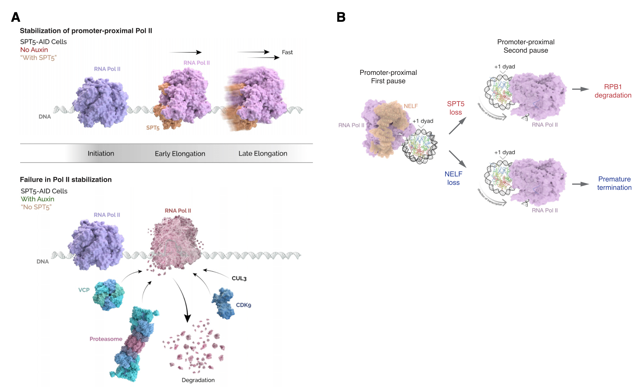 A
Stabilization of promoter-proximal Pol II
SPT5-AID Cells
No Auxin
"With SPT5"
RNA Pol II
RNA Pol II
Fast
DNA
SPT5
Initiation
Early Elongation
Late Elongation
Failure in Pol II stabilization
SPT5-AID Cells
With Auxin
"No SPT5"
RNA Pol II
RNA Pol II
DNA
VCP
CUL3
CDK9
Proteasome
Degradation
B
Promoter-proximal
First pause
RNA Pol II
NELF
+1 dyad
SPT5
loss
NELF
loss
Promoter-proximal
Second pause
+1 dyad
RNA Pol II
RPB1
degradation
+1 dyad
RNA Pol II
Premature
termination